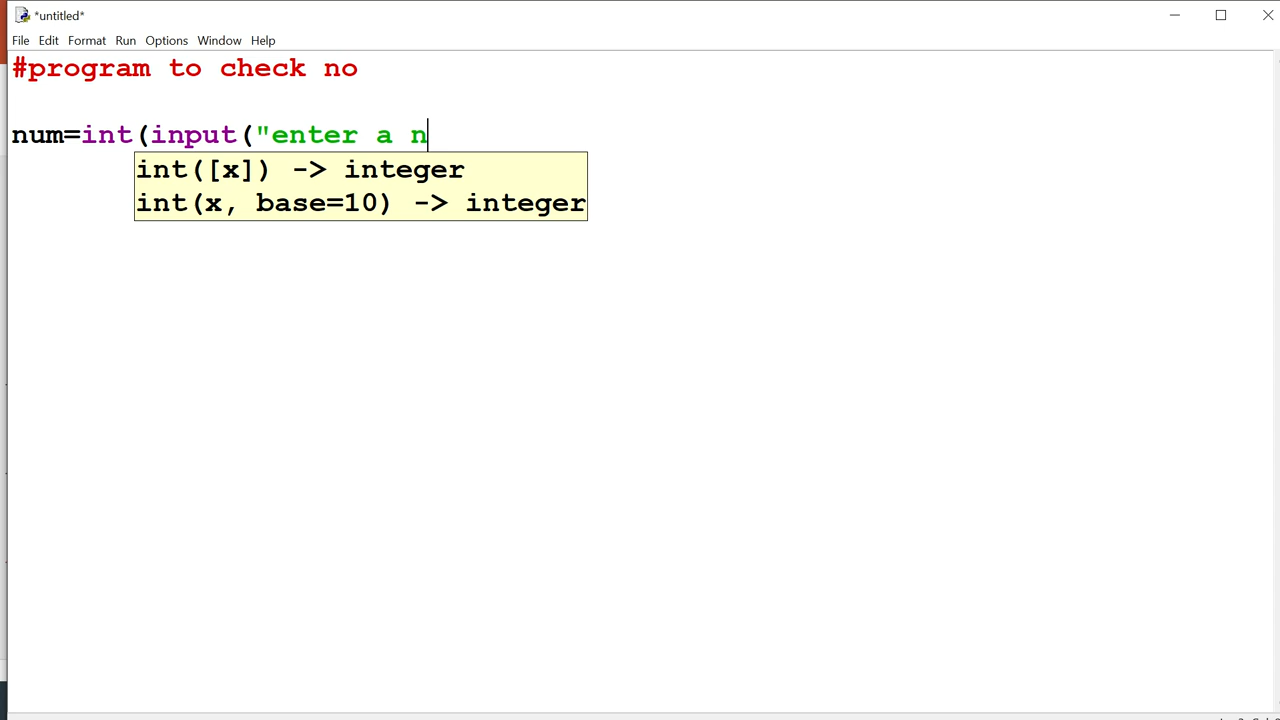 *untitled*
File Edit Format Run Options Window Help
#program to check no
num=int(input("enter a n
int([x]) -> integer
int(x, base=10) -> integer